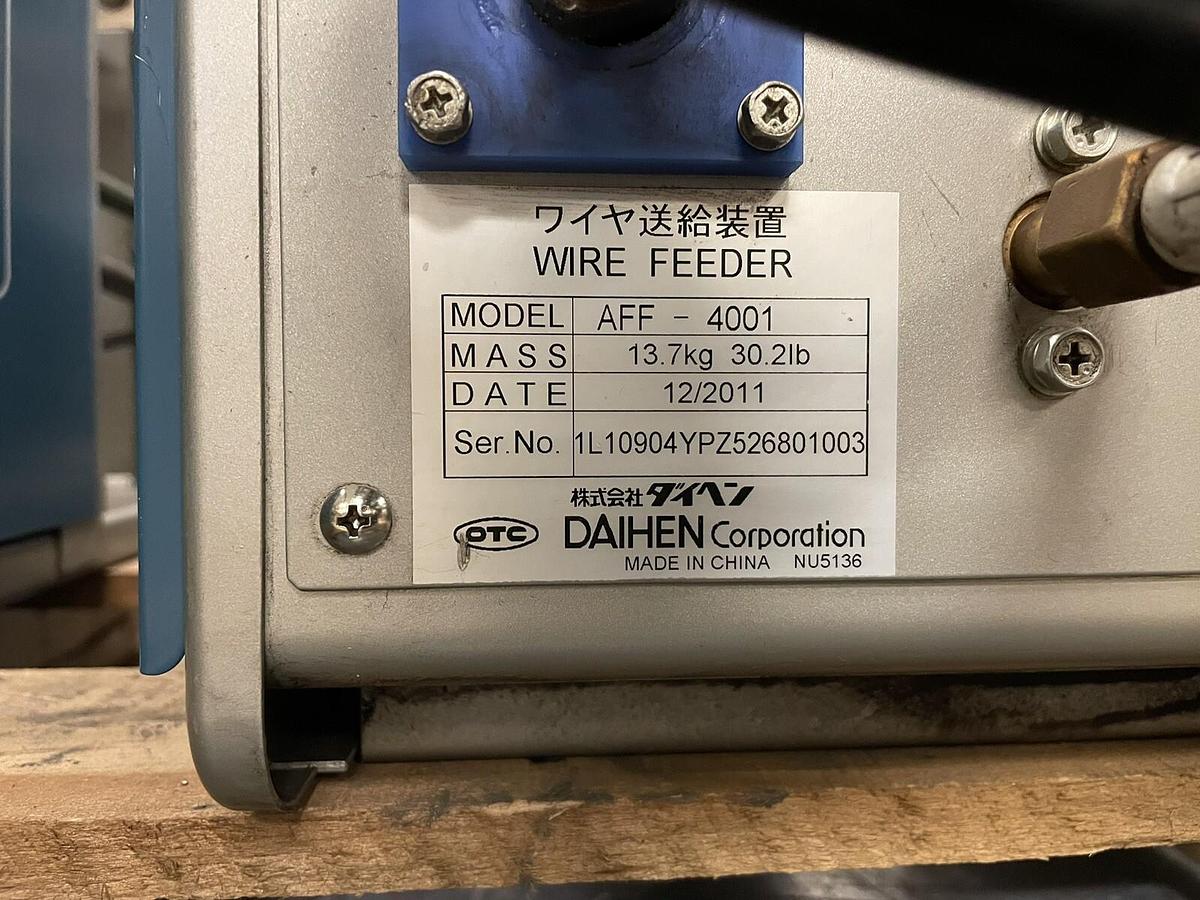 ワイヤ送給装置
WIRE FEEDER
MODEL AFF - 4001
MASS 13.7kg 30.2lb
DATE 12/2011
Ser.No. 1L10904YPZ526801003
株式会社ダイヘン
OTC DAIHEN Corporation
MADE IN CHINA NU5136